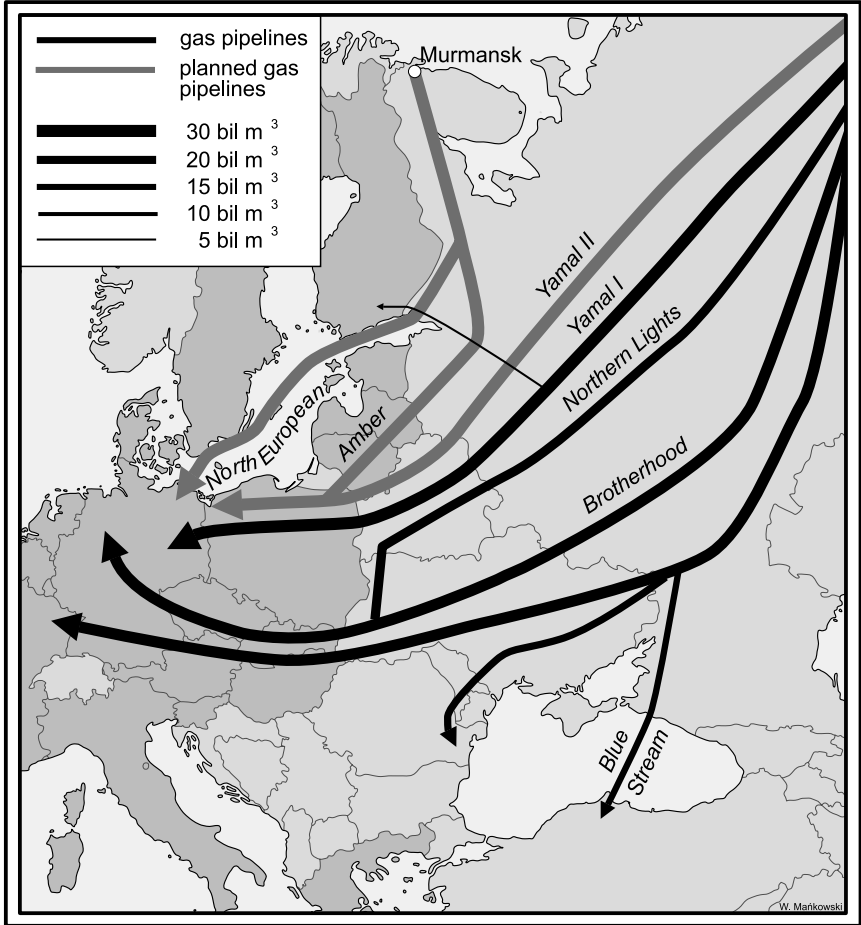 gas pipelines
planned gas
pipelines
30 bil m 3
20 bil m 3
15 bil m 3
10 bil m 3
5 bil m 3
Murmansk
Yamal II
Yamal I
Northern Lights
North European
Amber
Brotherhood
Blue
Stream
W. Mańkowski